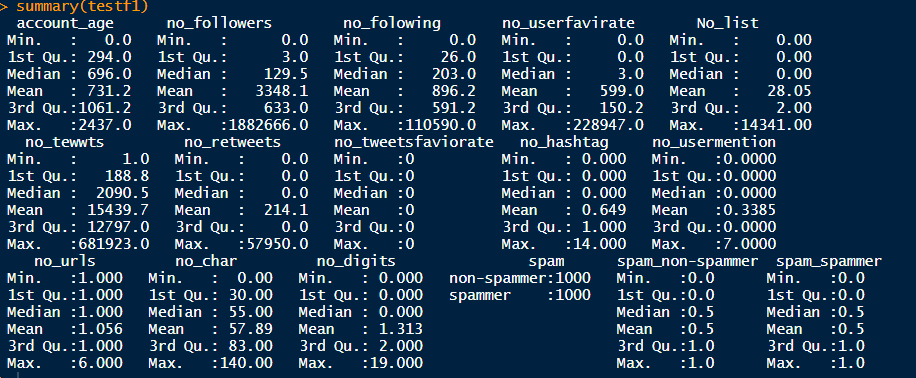 > summary(testf1)
account_age no_followers no_folowing no_userfavirate No_list
Min. : 0.0 Min. : 0.0 Min. : 0.0 Min. : 0.0 Min. : 0.00
1st Qu.: 294.0 1st Qu.: 3.0 1st Qu.: 26.0 1st Qu.: 0.0 1st Qu.: 0.00
Median : 696.0 Median : 129.5 Median : 203.0 Median : 3.0 Median : 0.00
Mean : 731.2 Mean : 3348.1 Mean : 896.2 Mean : 599.0 Mean : 28.05
3rd Qu.:1061.2 3rd Qu.: 633.0 3rd Qu.: 591.2 3rd Qu.: 150.2 3rd Qu.: 2.00
Max. :2437.0 Max. :1882666.0 Max. :110590.0 Max. :228947.0 Max. :14341.00
no_tewwts no_retweets no_tweetsfaviorate no_hashtag no_usermention
Min. : 1.0 Min. : 0.0 Min. :0 Min. : 0.000 Min. :0.0000
1st Qu.: 188.8 1st Qu.: 0.0 1st Qu.:0 1st Qu.: 0.000 1st Qu.:0.0000
Median : 2090.5 Median : 0.0 Median :0 Median : 0.000 Median :0.0000
Mean : 15439.7 Mean : 214.1 Mean :0 Mean : 0.649 Mean :0.3385
3rd Qu.: 12797.0 3rd Qu.: 0.0 3rd Qu.:0 3rd Qu.: 1.000 3rd Qu.:0.0000
Max. :681923.0 Max. :57950.0 Max. :0 Max. :14.000 Max. :7.0000
no_urls no_char no_digits spam spam_non-spammer spam_spammer
Min. :1.000 Min. : 0.00 Min. : 0.000 non-spammer:1000 Min. :0.0 Min. :0.0
1st Qu.:1.000 1st Qu.: 30.00 1st Qu.: 0.000 spammer :1000 1st Qu.:0.0 1st Qu.:0.0
Median :1.000 Median : 55.00 Median : 0.000 Median :0.5 Median :0.5
Mean :1.056 Mean : 57.89 Mean : 1.313 Mean :0.5 Mean :0.5
3rd Qu.:1.000 3rd Qu.: 83.00 3rd Qu.: 2.000 3rd Qu.:1.0 3rd Qu.:1.0
Max. :6.000 Max. :140.00 Max. :19.000 Max. :1.0 Max. :1.0